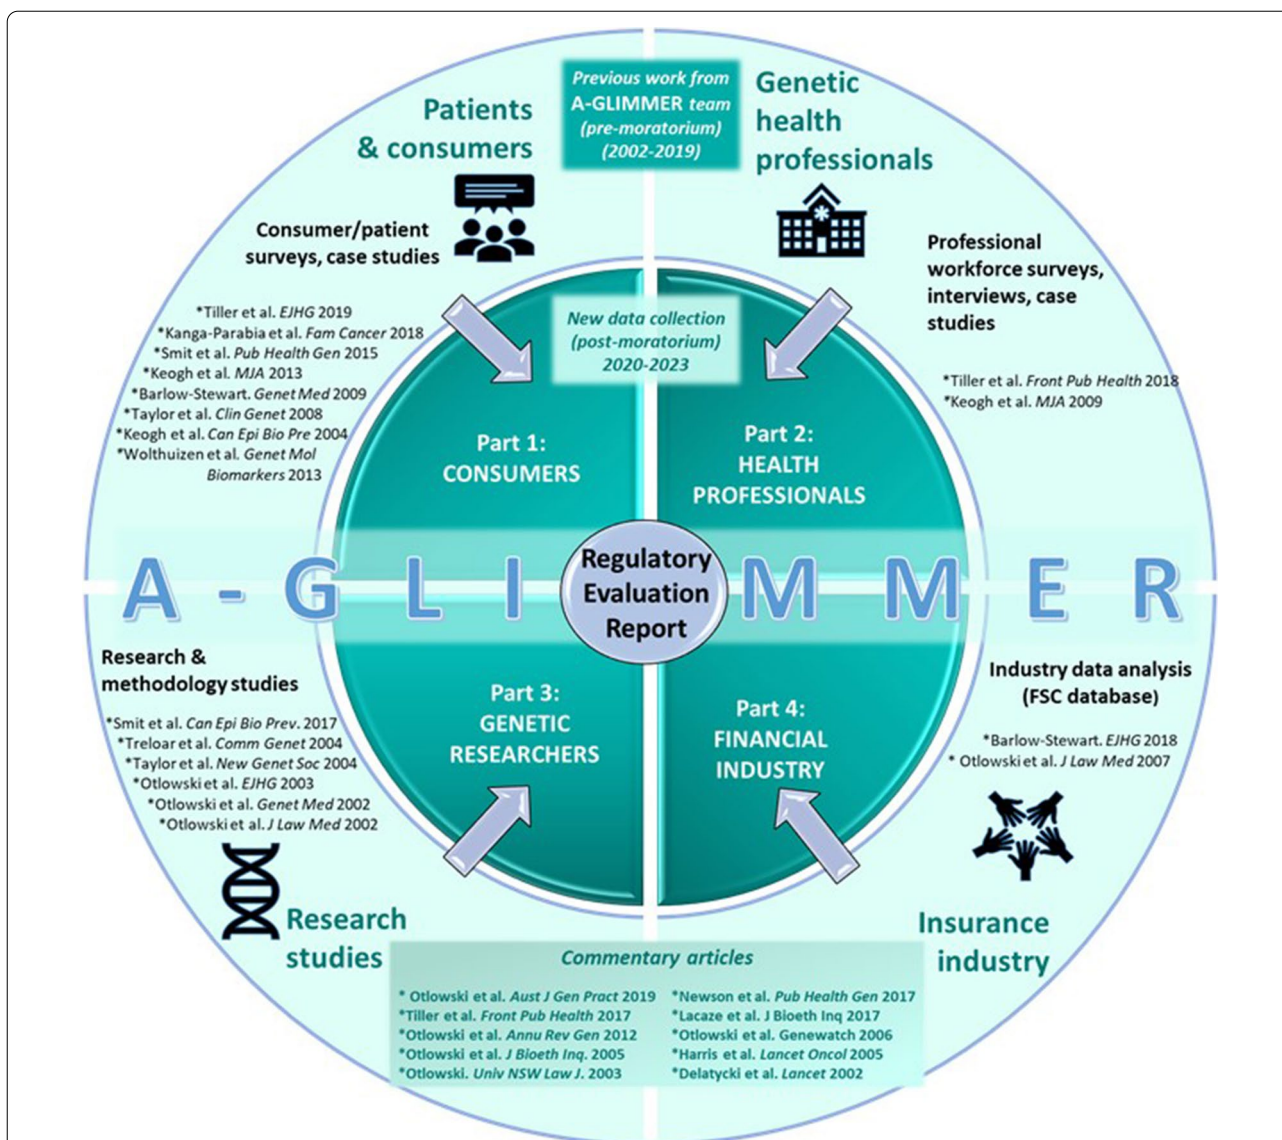 Previous work from
A-GLIMMER team
(pre-moratorium)
(2002-2019)
Patients
& consumers
Consumer/patient
surveys, case studies
*Tiller et al. EJHG 2019
*Kanga-Parabia et al. Fam Cancer 2018
*Smit et al. Pub Health Gen 2015
*Keogh et al. MJA 2013
*Barlow-Stewart. Genet Med 2009
*Taylor et al. Clin Genet 2008
*Keogh et al. Can Epi Bio Pre 2004
*Wolthuizen et al. Genet Mol
Biomarkers 2013
Genetic
health
professionals
Professional
workforce surveys,
interviews, case
studies
*Tiller et al. Front Pub Health 2018
*Keogh et al. MJA 2009
New data collection
(post-moratorium)
2020-2023
Part 1:
CONSUMERS
Part 2:
HEALTH
PROFESSIONALS
A-GLIMMER
Regulatory
Evaluation
Report
Research &
methodology studies
*Smit et al. Can Epi Bio Prev. 2017
*Treloar et al. Comm Genet 2004
*Taylor et al. New Genet Soc 2004
*Otlowski et al. EJHG 2003
*Otlowski et al. Genet Med 2002
*Otlowski et al. J Law Med 2002
Research
studies
Part 3:
GENETIC
RESEARCHERS
Part 4:
FINANCIAL
INDUSTRY
Industry data analysis
(FSC database)
*Barlow-Stewart. EJHG 2018
* Otlowski et al. J Law Med 2007
Insurance
industry
Commentary articles
* Otlowski et al. Aust J Gen Pract 2019
*Tiller et al. Front Pub Health 2017
*Otlowski et al. Annu Rev Gen 2012
*Otlowski et al. J Bioeth Inq. 2005
*Otlowski. Univ NSW Law J. 2003
*Newson et al. Pub Health Gen 2017
*Lacaze et al. J Bioeth Inq 2017
*Otlowski et al. Genewatch 2006
*Harris et al. Lancet Oncol 2005
*Delatycki et al. Lancet 2002